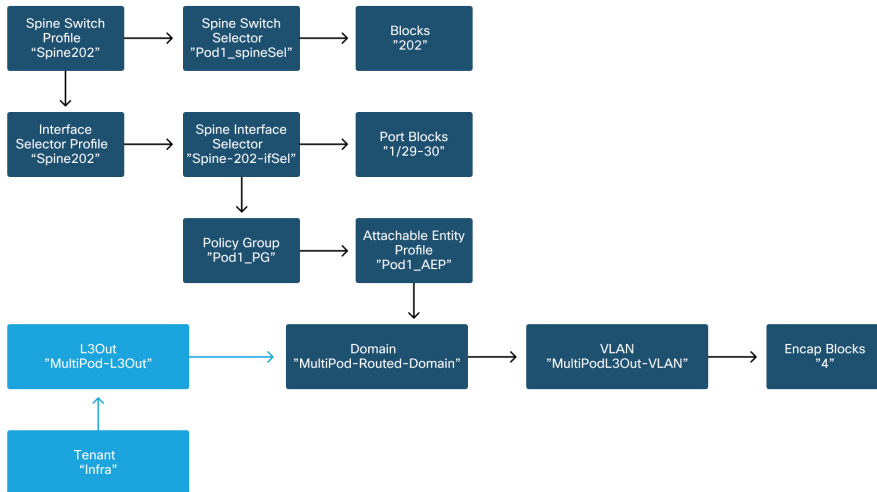 Spine Switch
Profile
“Spine202”
Spine Switch
Selector
”Pod1_spineSel”
Blocks
”202”
Interface
Selector Profile
“Spine202”
Spine Interface
Selector
"Spine-202-ifSel”
Port Blocks
"1/29-30"
Policy Group
”Pod1_PG”
Attachable Entity
Profile
”Pod1_AEP”
L3Out
”MultiPod-L3Out”
Domain
”MultiPod-Routed-Domain”
VLAN
”MultiPodL3Out-VLAN”
Encap Blocks
”4”
Tenant
“Infra”